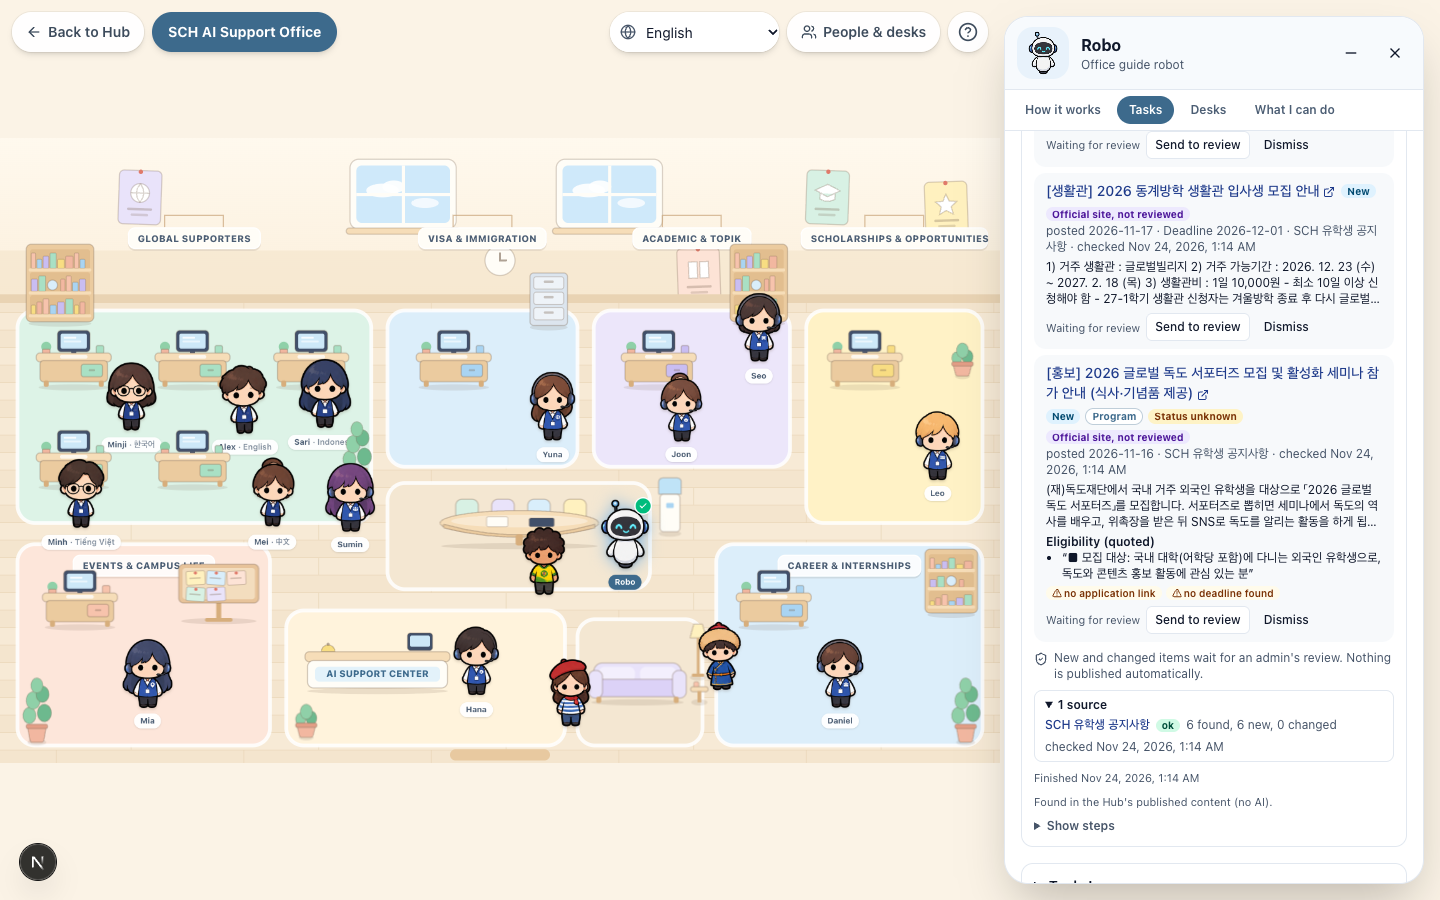 Back to Hub
SCH AI Support Office
English
People & desks
Robo
Office guide robot
How it works
Tasks
Desks
What I can do
Waiting for review
Send to review
Dismiss
[생활관] 2026 동계방학 생활관 입사생 모집 안내
New
Official site, not reviewed
posted 2026-11-17 · Deadline 2026-12-01 · SCH 유학생 공지
사항 · checked Nov 24, 2026, 1:14 AM
1) 거주 생활관 : 글로벌빌리지 2) 거주 가능기간 : 2026. 12. 23 (수)
~ 2027. 2. 18 (목) 3) 생활관비 : 1일 10,000원 - 최소 10일 이상 신
청해야 함 - 27-1학기 생활관 신청자는 겨울방학 종료 후 다시 글로벌...
Waiting for review
Send to review
Dismiss
[홍보] 2026 글로벌 독도 서포터즈 모집 및 활성화 세미나 참
가 안내 (식사·기념품 제공)
New
Program
Status unknown
Official site, not reviewed
posted 2026-11-16 · SCH 유학생 공지사항 · checked Nov 24,
2026, 1:14 AM
(재)독도재단에서 국내 거주 외국인 유학생을 대상으로 「2026 글로벌
독도 서포터즈」를 모집합니다. 서포터즈로 뽑히면 세미나에서 독도의 역
사를 배우고, 위촉장을 받은 뒤 SNS로 독도를 알리는 활동을 하게 됩...
Eligibility (quoted)
• "■ 모집 대상: 국내 대학(어학당 포함)에 다니는 외국인 유학생으로,
독도와 콘텐츠 홍보 활동에 관심 있는 분"
no application link
no deadline found
Waiting for review
Send to review
Dismiss
New and changed items wait for an admin's review. Nothing
is published automatically.
1 source
SCH 유학생 공지사항
ok
6 found, 6 new, 0 changed
checked Nov 24, 2026, 1:14 AM
Finished Nov 24, 2026, 1:14 AM
Found in the Hub's published content (no AI).
Show steps
GLOBAL SUPPORTERS
VISA & IMMIGRATION
ACADEMIC & TOPIK
SCHOLARSHIPS & OPPORTUNITIES
Seo
Minji · 한국어
Alex · English
Sari · Indones
Yuna
Joon
Leo
Minh · Tiếng Việt
Mei · 中文
Sumin
Robo
EVENTS & CAMPUS LIFE
CAREER & INTERNSHIPS
AI SUPPORT CENTER
Mia
Hana
Daniel
N